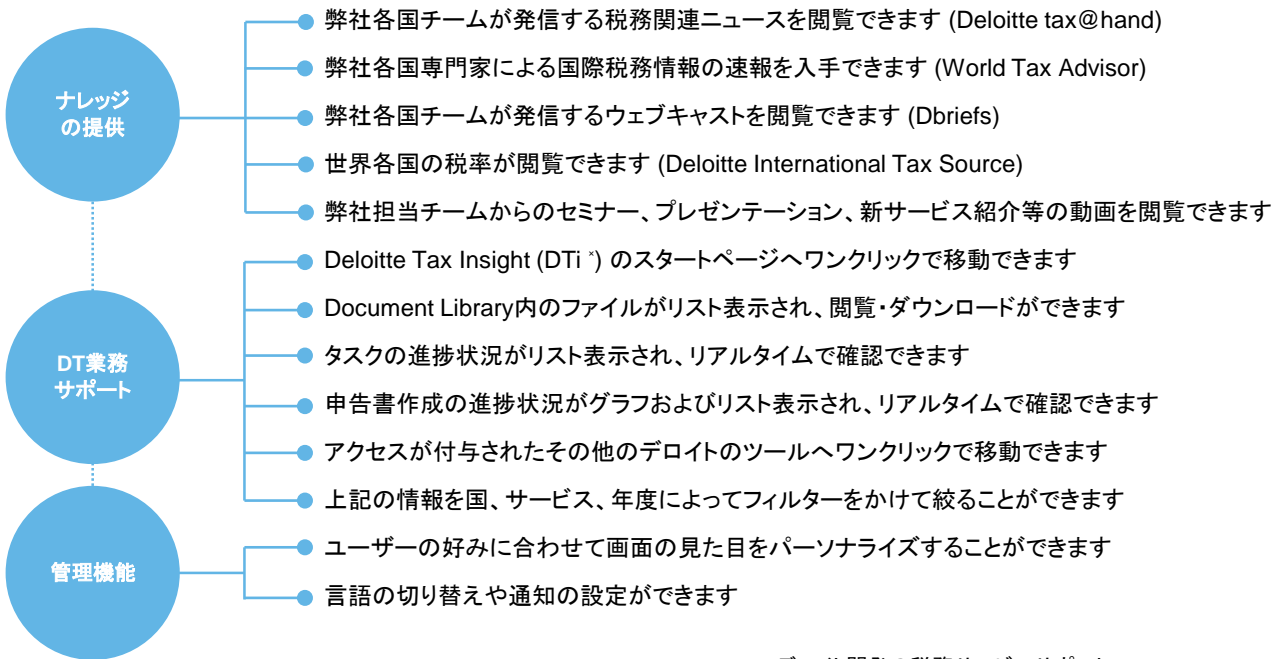 ナレッジ
の提供
弊社各国チームが発信する税務関連ニュースを閲覧できます (Deloitte tax@hand)
弊社各国専門家による国際税務情報の速報を入手できます (World Tax Advisor)
弊社各国チームが発信するウェブキャストを閲覧できます (Dbriefs)
世界各国の税率が閲覧できます (Deloitte International Tax Source)
弊社担当チームからのセミナー、プレゼンテーション、新サービス紹介等の動画を閲覧できます
DT業務
サポート
Deloitte Tax Insight (DTi ×) のスタートページへワンクリックで移動できます
Document Library内のファイルがリスト表示され、閲覧・ダウンロードができます
タスクの進捗状況がリスト表示され、リアルタイムで確認できます
申告書作成の進捗状況がグラフおよびリスト表示され、リアルタイムで確認できます
アクセスが付与されたその他のデロイトのツールへワンクリックで移動できます
上記の情報を国、サービス、年度によってフィルターをかけて絞ることができます
管理機能
ユーザーの好みに合わせて画面の見た目をパーソナライズすることができます
言語の切り替えや通知の設定ができます